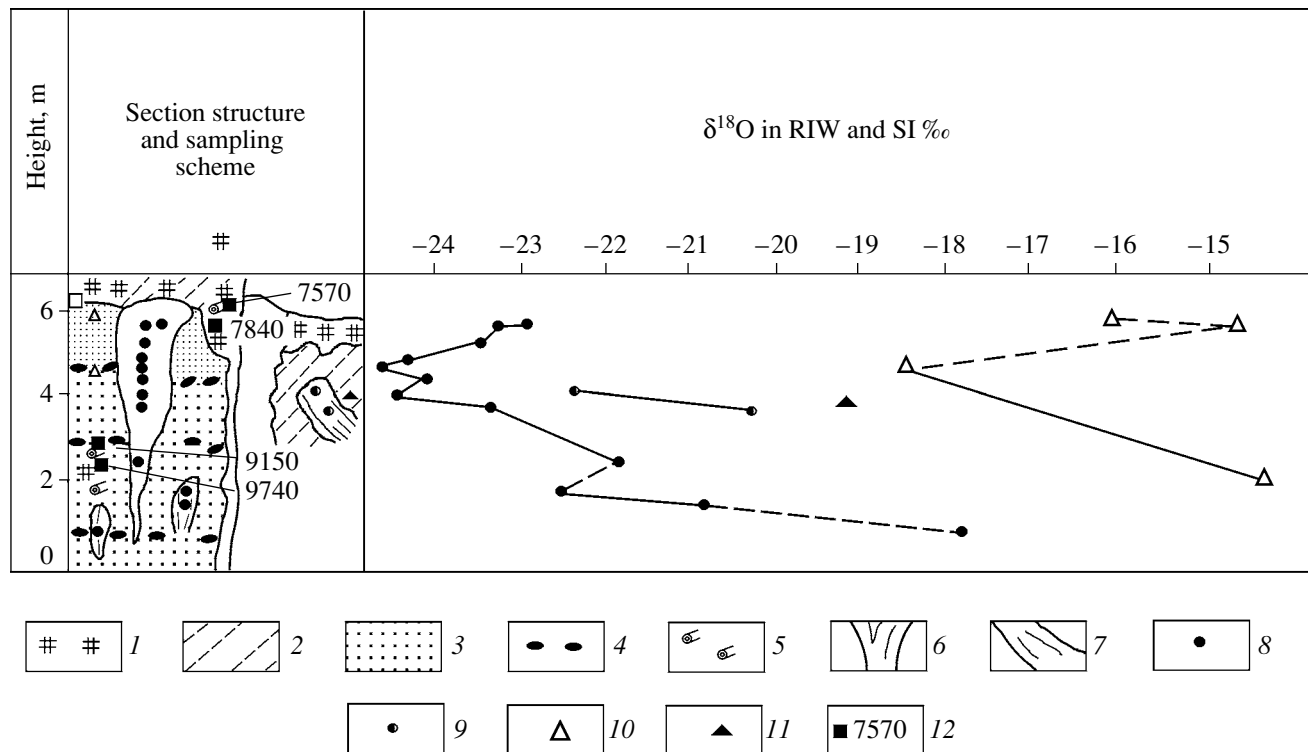 Height, m
Section structure
and sampling
scheme
δ¹⁸O in RIW and SI ‰
−24 −23 −22 −21 −20 −19 −18 −17 −16 −15
6
4
2
0
7570
7840
9150
9740
1 2 3 4 5 6 7 8
9 10 11 7570 12